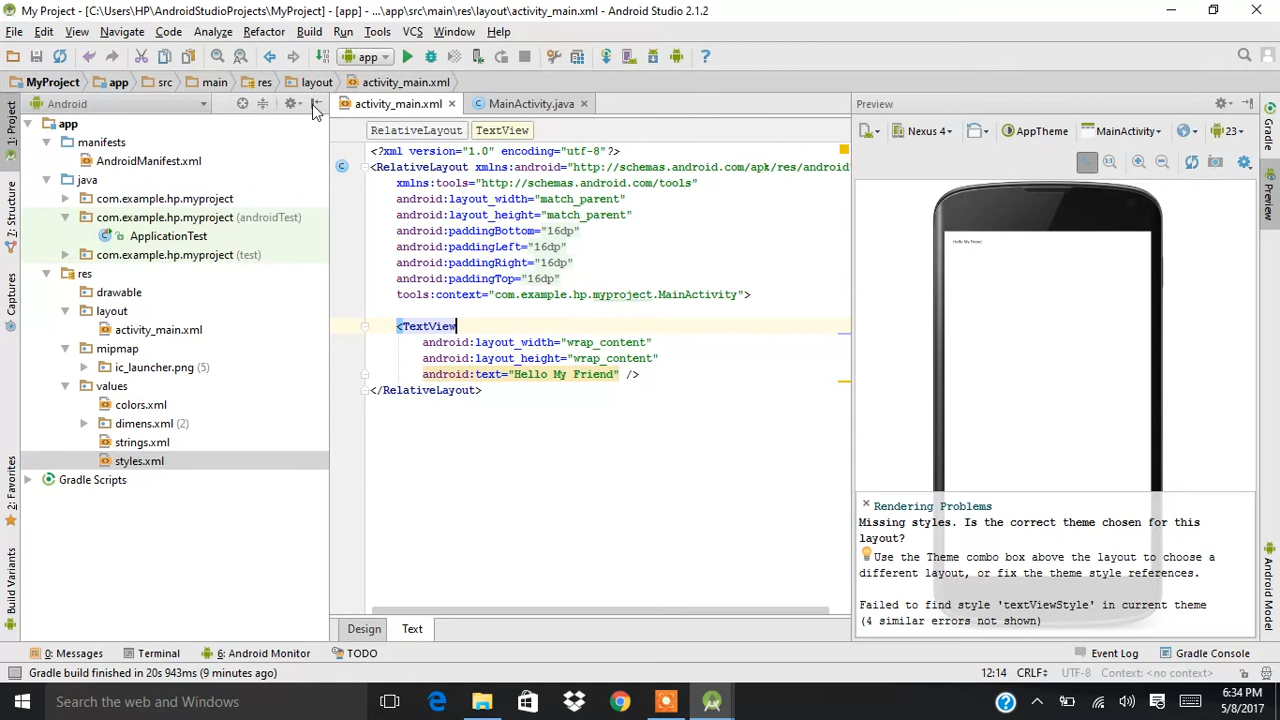 My Project - [C:\Users\HP\AndroidStudioProjects\MyProject] - [app] - ...\app\src\main\res\layout\activity_main.xml - Android Studio 2.1.2
File Edit View Navigate Code Analyze Refactor Build Run Tools VCS Window Help
app
MyProject app src main res layout activity_main.xml
Android
activity_main.xml
MainActivity.java
Preview
1: Project
7: Structure
Captures
2: Favorites
Build Variants
app
manifests
AndroidManifest.xml
java
com.example.hp.myproject
com.example.hp.myproject (androidTest)
ApplicationTest
com.example.hp.myproject (test)
res
drawable
layout
activity_main.xml
mipmap
ic_launcher.png (5)
values
colors.xml
dimens.xml (2)
strings.xml
styles.xml
Gradle Scripts
RelativeLayout TextView
<?xml version="1.0" encoding="utf-8"?>
<RelativeLayout xmlns:android="http://schemas.android.com/apk/res/android"
xmlns:tools="http://schemas.android.com/tools"
android:layout_width="match_parent"
android:layout_height="match_parent"
android:paddingBottom="16dp"
android:paddingLeft="16dp"
android:paddingRight="16dp"
android:paddingTop="16dp"
tools:context="com.example.hp.myproject.MainActivity">
<TextView
android:layout_width="wrap_content"
android:layout_height="wrap_content"
android:text="Hello My Friend" />
</RelativeLayout>
Design Text
Nexus 4 AppTheme MainActivity 23
1:1
Hello My Friend
Rendering Problems
Missing styles. Is the correct theme chosen for this
layout?
Use the Theme combo box above the layout to choose a
different layout, or fix the theme style references.
Failed to find style 'textViewStyle' in current theme
(4 similar errors not shown)
Gradle
Preview
Android Model
0: Messages Terminal 6: Android Monitor TODO Event Log Gradle Console
Gradle build finished in 20s 943ms (9 minutes ago) 12:14 CRLF UTF-8 Context: <no context>
Search the web and Windows
6:34 PM
5/8/2017